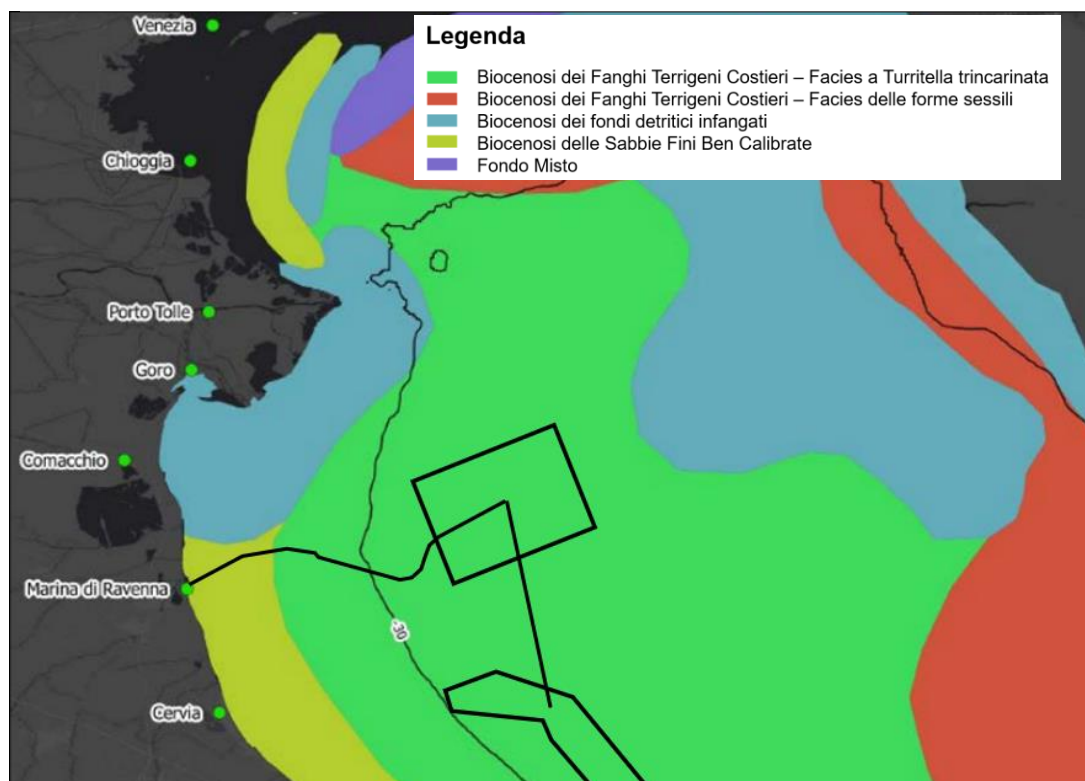 Venezia
Legenda
Biocenosi dei Fanghi Terrigeni Costieri – Facies a Turritella trincarinata
Biocenosi dei Fanghi Terrigeni Costieri – Facies delle forme sessili
Biocenosi dei fondi detritici infangati
Biocenosi delle Sabbie Fini Ben Calibrate
Fondo Misto
Chioggia
Porto Tolle
Goro
Comacchio
Marina di Ravenna
-30
Cervia